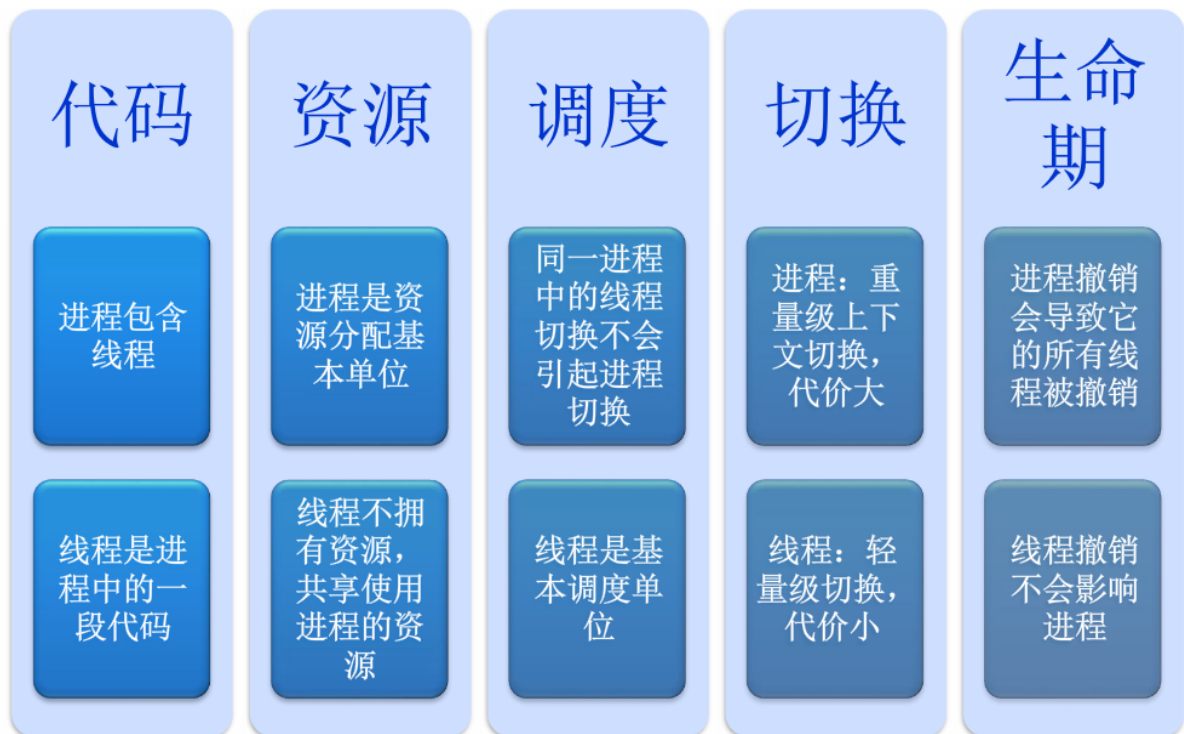 代码
进程包含
线程
线程是进
程中的一
段代码
资源
进程是资
源分配基
本单位
线程不拥
有资源，
共享使用
进程的资
源
调度
同一进程
中的线程
切换不会
引起进程
切换
线程是基
本调度单
位
切换
进程：重
量级上下
文切换，
代价大
线程：轻
量级切换，
代价小
生命
期
进程撤销
会导致它
的所有线
程被撤销
线程撤销
不会影响
进程